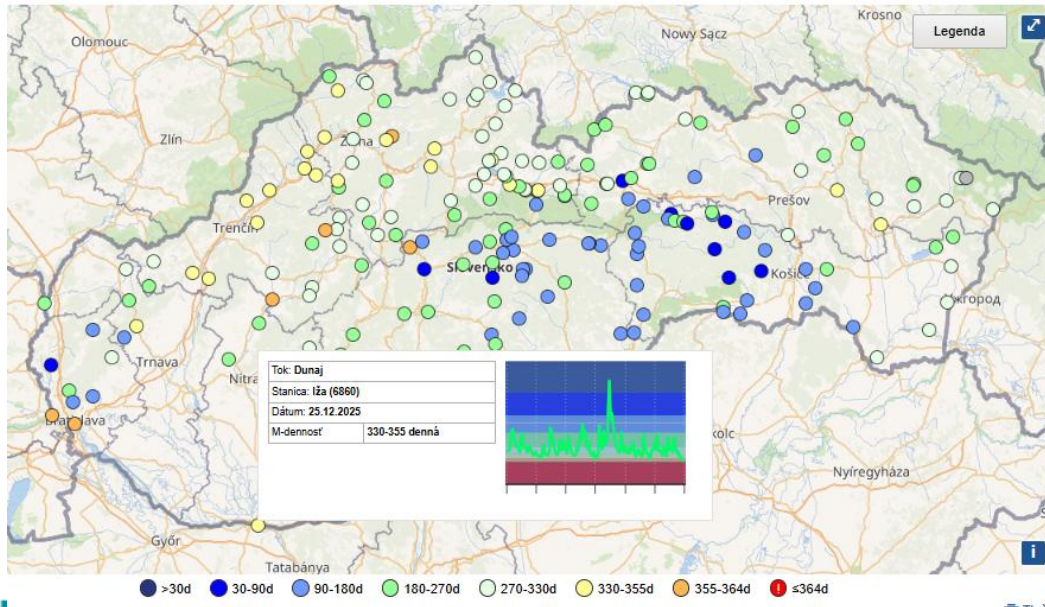 Krosno
Olomouc
Nowy Sącz
Legenda
Zlín
Prešov
Trenčín
Slovensko
Košice
Ужгород
Trnava
Nitra
Bratislava
Tok: Dunaj
Stanica: Iža (6860)
Dátum: 25.12.2025
M-dennosť 330-355 denná
kolc
Nyíregyháza
Győr
Tatabánya
i
>30d 30-90d 90-180d 180-270d 270-330d 330-355d 355-364d ! ≤364d